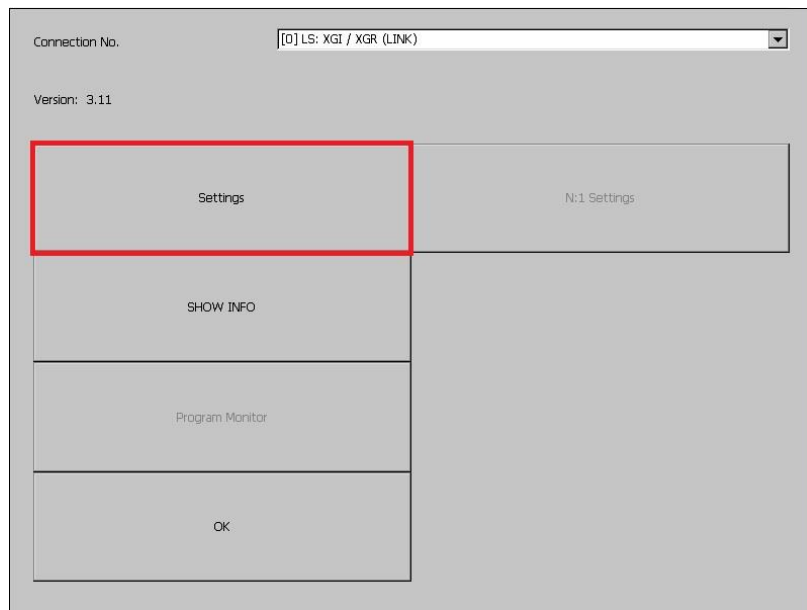 Connection No. [0] LS: XGI / XGR (LINK)
Version: 3.11
Settings N:1 Settings
SHOW INFO
Program Monitor
OK